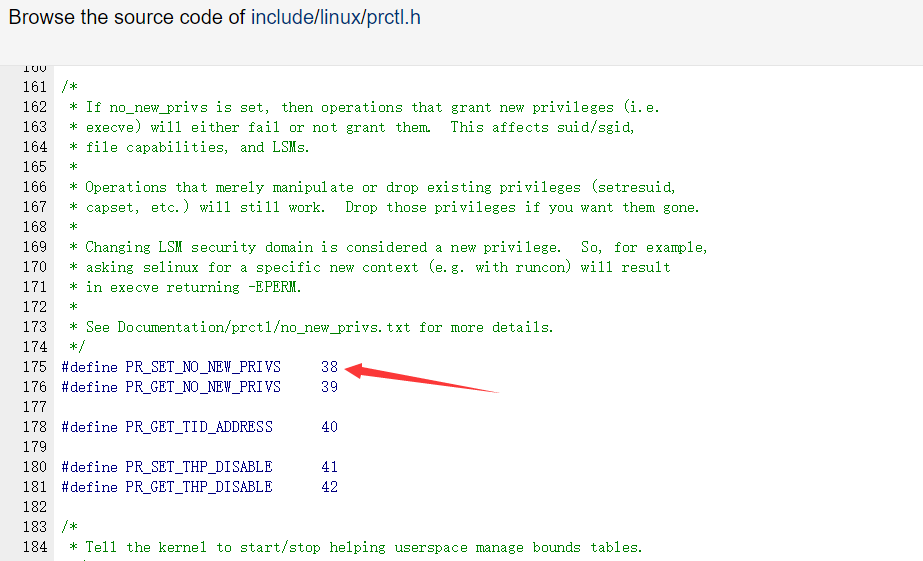 Browse the source code of include/linux/prctl.h
160
161 /*
162  * If no_new_privs is set, then operations that grant new privileges (i.e.
163  * execve) will either fail or not grant them.  This affects suid/sgid,
164  * file capabilities, and LSMs.
165  *
166  * Operations that merely manipulate or drop existing privileges (setresuid,
167  * capset, etc.) will still work.  Drop those privileges if you want them gone.
168  *
169  * Changing LSM security domain is considered a new privilege.  So, for example,
170  * asking selinux for a specific new context (e.g. with runcon) will result
171  * in execve returning -EPERM.
172  *
173  * See Documentation/prctl/no_new_privs.txt for more details.
174  */
175 #define PR_SET_NO_NEW_PRIVS     38
176 #define PR_GET_NO_NEW_PRIVS     39
177
178 #define PR_GET_TID_ADDRESS      40
179
180 #define PR_SET_THP_DISABLE      41
181 #define PR_GET_THP_DISABLE      42
182
183 /*
184  * Tell the kernel to start/stop helping userspace manage bounds tables.